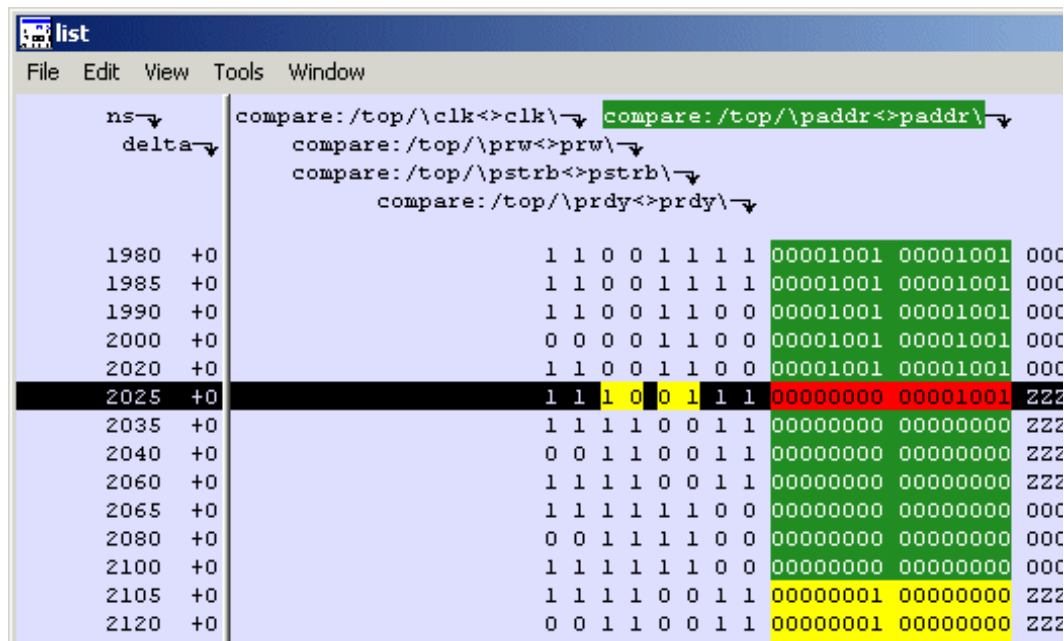 list
File Edit View Tools Window
ns compare:/top/\clk<>clk\ compare:/top/\paddr<>paddr\
delta compare:/top/\prw<>prw\
compare:/top/\pstrb<>pstrb\
compare:/top/\prdy<>prdy\
1980 +0 1 1 0 0 1 1 1 1 00001001 00001001 000
1985 +0 1 1 0 0 1 1 1 1 00001001 00001001 000
1990 +0 1 1 0 0 1 1 0 0 00001001 00001001 000
2000 +0 0 0 0 0 1 1 0 0 00001001 00001001 000
2020 +0 1 1 0 0 1 1 0 0 00001001 00001001 000
2025 +0 1 1 1 0 0 1 1 1 00000000 00001001 ZZZ
2035 +0 1 1 1 1 0 0 1 1 00000000 00000000 ZZZ
2040 +0 0 0 1 1 0 0 1 1 00000000 00000000 ZZZ
2060 +0 1 1 1 1 0 0 1 1 00000000 00000000 ZZZ
2065 +0 1 1 1 1 1 1 0 0 00000000 00000000 000
2080 +0 0 0 1 1 1 1 0 0 00000000 00000000 000
2100 +0 1 1 1 1 1 1 0 0 00000000 00000000 000
2105 +0 1 1 1 1 0 0 1 1 00000001 00000000 ZZZ
2120 +0 0 0 1 1 0 0 1 1 00000001 00000000 ZZZ